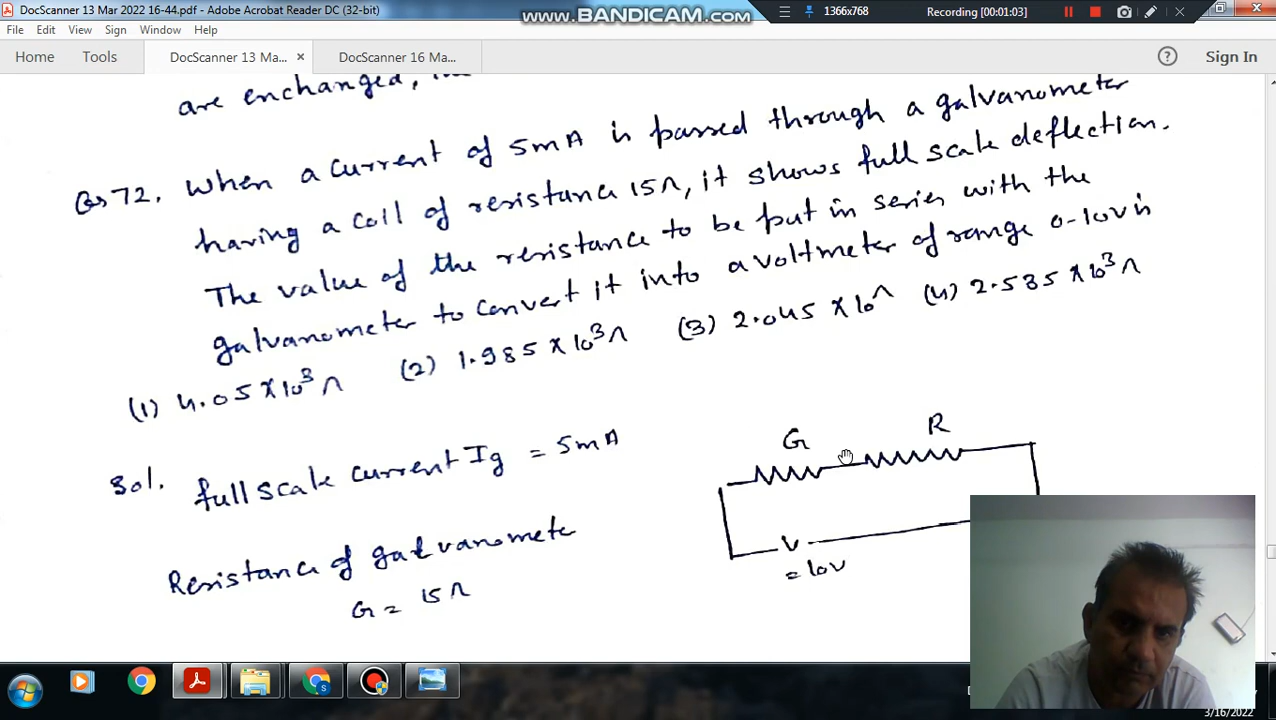 DocScanner 13 Mar 2022 16-44.pdf - Adobe Acrobat Reader DC (32-bit)
www.BANDICAM.com
1366x768
Recording [00:01:03]
File Edit View Sign Window Help
Home Tools DocScanner 13 Ma... × DocScanner 16 Ma... ? Sign In
are enchanged,
Qs 72. When a current of 5mA is passed through a galvanometer
having a coil of resistance 15Ω, it shows full scale deflection.
The value of the resistance to be put in series with the
galvanometer to convert it into a voltmeter of range 0-10V is
(1) 4.05 x 10³ Ω (2) 1.985 x 10³ Ω (3) 2.045 x 10 Ω (4) 2.535 x 10³ Ω
Sol. full scale current Ig = 5mA
Resistance of galvanomete
G = 15 Ω
G
R
V
= 10V
3/16/2022